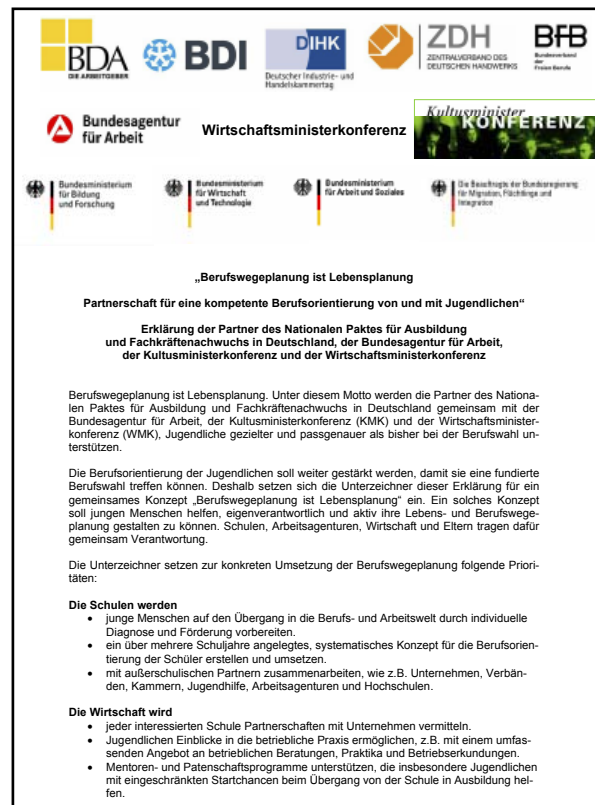 BDA
DIE ARBEITGEBER
BDI
DIHK
Deutscher Industrie- und
Handelskammertag
ZDH
ZENTRALVERBAND DES
DEUTSCHEN HANDWERKS
BFB
Bundesverband
der
Freien Berufe
Bundesagentur
für Arbeit
Wirtschaftsministerkonferenz
Kultusminister
KONFERENZ
Bundesministerium
für Bildung
und Forschung
Bundesministerium
für Wirtschaft
und Technologie
Bundesministerium
für Arbeit und Soziales
Die Beauftragte der Bundesregierung
für Migration, Flüchtlinge und
Integration
„Berufswegeplanung ist Lebensplanung
Partnerschaft für eine kompetente Berufsorientierung von und mit Jugendlichen“
Erklärung der Partner des Nationalen Paktes für Ausbildung
und Fachkräftenachwuchs in Deutschland, der Bundesagentur für Arbeit,
der Kultusministerkonferenz und der Wirtschaftsministerkonferenz
Berufswegeplanung ist Lebensplanung. Unter diesem Motto werden die Partner des Nationa-
len Paktes für Ausbildung und Fachkräftenachwuchs in Deutschland gemeinsam mit der
Bundesagentur für Arbeit, der Kultusministerkonferenz (KMK) und der Wirtschaftsminister-
konferenz (WMK), Jugendliche gezielter und passgenauer als bisher bei der Berufswahl un-
terstützen.
Die Berufsorientierung der Jugendlichen soll weiter gestärkt werden, damit sie eine fundierte
Berufswahl treffen können. Deshalb setzen sich die Unterzeichner dieser Erklärung für ein
gemeinsames Konzept „Berufswegeplanung ist Lebensplanung“ ein. Ein solches Konzept
soll jungen Menschen helfen, eigenverantwortlich und aktiv ihre Lebens- und Berufswege-
planung gestalten zu können. Schulen, Arbeitsagenturen, Wirtschaft und Eltern tragen dafür
gemeinsam Verantwortung.
Die Unterzeichner setzen zur konkreten Umsetzung der Berufswegeplanung folgende Priori-
täten:
Die Schulen werden
• junge Menschen auf den Übergang in die Berufs- und Arbeitswelt durch individuelle
Diagnose und Förderung vorbereiten.
• ein über mehrere Schuljahre angelegtes, systematisches Konzept für die Berufsorien-
tierung der Schüler erstellen und umsetzen.
• mit außerschulischen Partnern zusammenarbeiten, wie z.B. Unternehmen, Verbän-
den, Kammern, Jugendhilfe, Arbeitsagenturen und Hochschulen.
Die Wirtschaft wird
• jeder interessierten Schule Partnerschaften mit Unternehmen vermitteln.
• Jugendlichen Einblicke in die betriebliche Praxis ermöglichen, z.B. mit einem umfas-
senden Angebot an betrieblichen Beratungen, Praktika und Betriebserkundungen.
• Mentoren- und Patenschaftsprogramme unterstützen, die insbesondere Jugendlichen
mit eingeschränkten Startchancen beim Übergang von der Schule in Ausbildung hel-
fen.